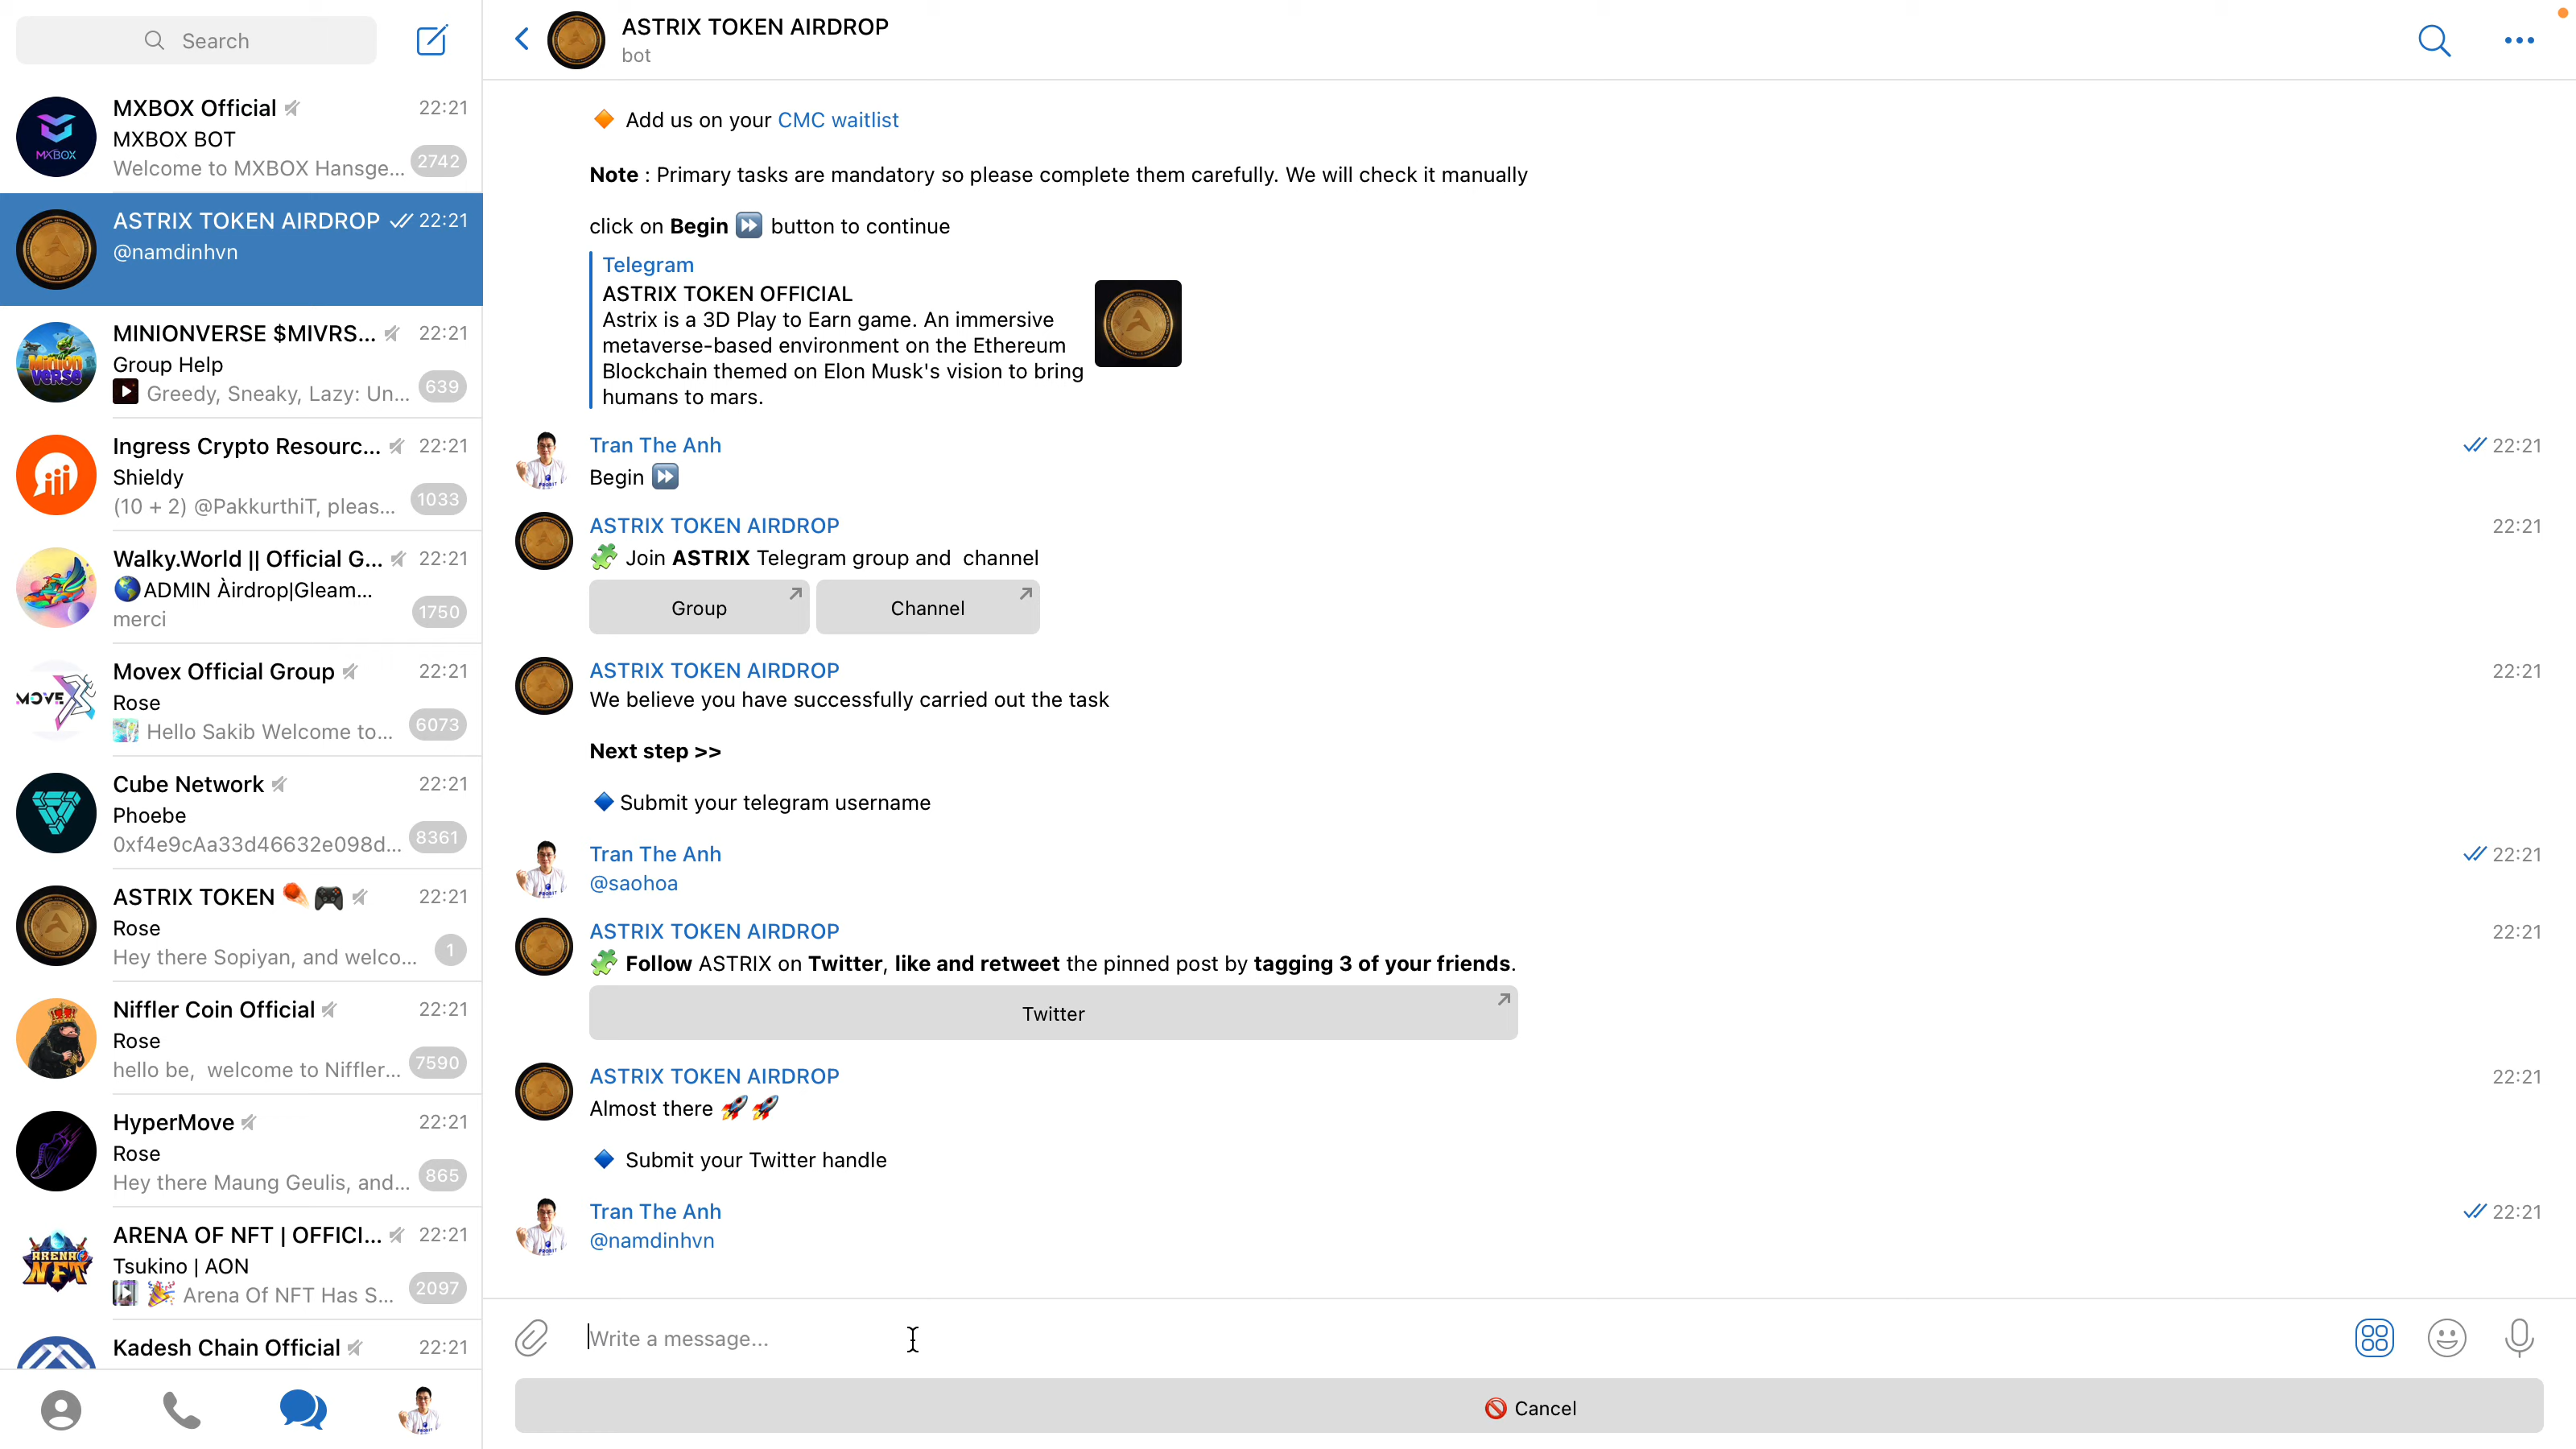 Search
MXBOX Official 22:21
MXBOX BOT
Welcome to MXBOX Hansge... 2742
MXBOX
ASTRIX TOKEN AIRDROP 22:21
@namdinhvn
MINIONVERSE $MIVRS... 22:21
Group Help
Greedy, Sneaky, Lazy: Un... 639
Minion
VERSE
Ingress Crypto Resourc... 22:21
Shieldy
(10 + 2) @PakkurthiT, pleas... 1033
Walky.World || Official G... 22:21
🌎ADMIN Àirdrop|Gleam...
merci 1750
Movex Official Group 22:21
Rose
Hello Sakib Welcome to... 6073
MOVE
Cube Network 22:21
Phoebe
0xf4e9cAa33d46632e098d... 8361
ASTRIX TOKEN ☄️🎮 22:21
Rose
Hey there Sopiyan, and welco... 1
Niffler Coin Official 22:21
Rose
hello be, welcome to Niffler... 7590
HyperMove 22:21
Rose
Hey there Maung Geulis, and... 865
ARENA OF NFT | OFFICI... 22:21
Tsukino | AON
🎉 Arena Of NFT Has S... 2097
ARENA
NFT
Kadesh Chain Official 22:21
ASTRIX TOKEN AIRDROP
bot
🔸 Add us on your CMC waitlist
Note : Primary tasks are mandatory so please complete them carefully. We will check it manually
click on Begin ⏩ button to continue
Telegram
ASTRIX TOKEN OFFICIAL
Astrix is a 3D Play to Earn game. An immersive
metaverse-based environment on the Ethereum
Blockchain themed on Elon Musk's vision to bring
humans to mars.
Tran The Anh 22:21
Begin ⏩
ASTRIX TOKEN AIRDROP 22:21
🧩 Join ASTRIX Telegram group and channel
Group Channel
ASTRIX TOKEN AIRDROP 22:21
We believe you have successfully carried out the task
Next step >>
🔹Submit your telegram username
Tran The Anh 22:21
@saohoa
ASTRIX TOKEN AIRDROP 22:21
🧩 Follow ASTRIX on Twitter, like and retweet the pinned post by tagging 3 of your friends.
Twitter
ASTRIX TOKEN AIRDROP 22:21
Almost there 🚀🚀
🔹 Submit your Twitter handle
Tran The Anh 22:21
@namdinhvn
Write a message...
🚫 Cancel